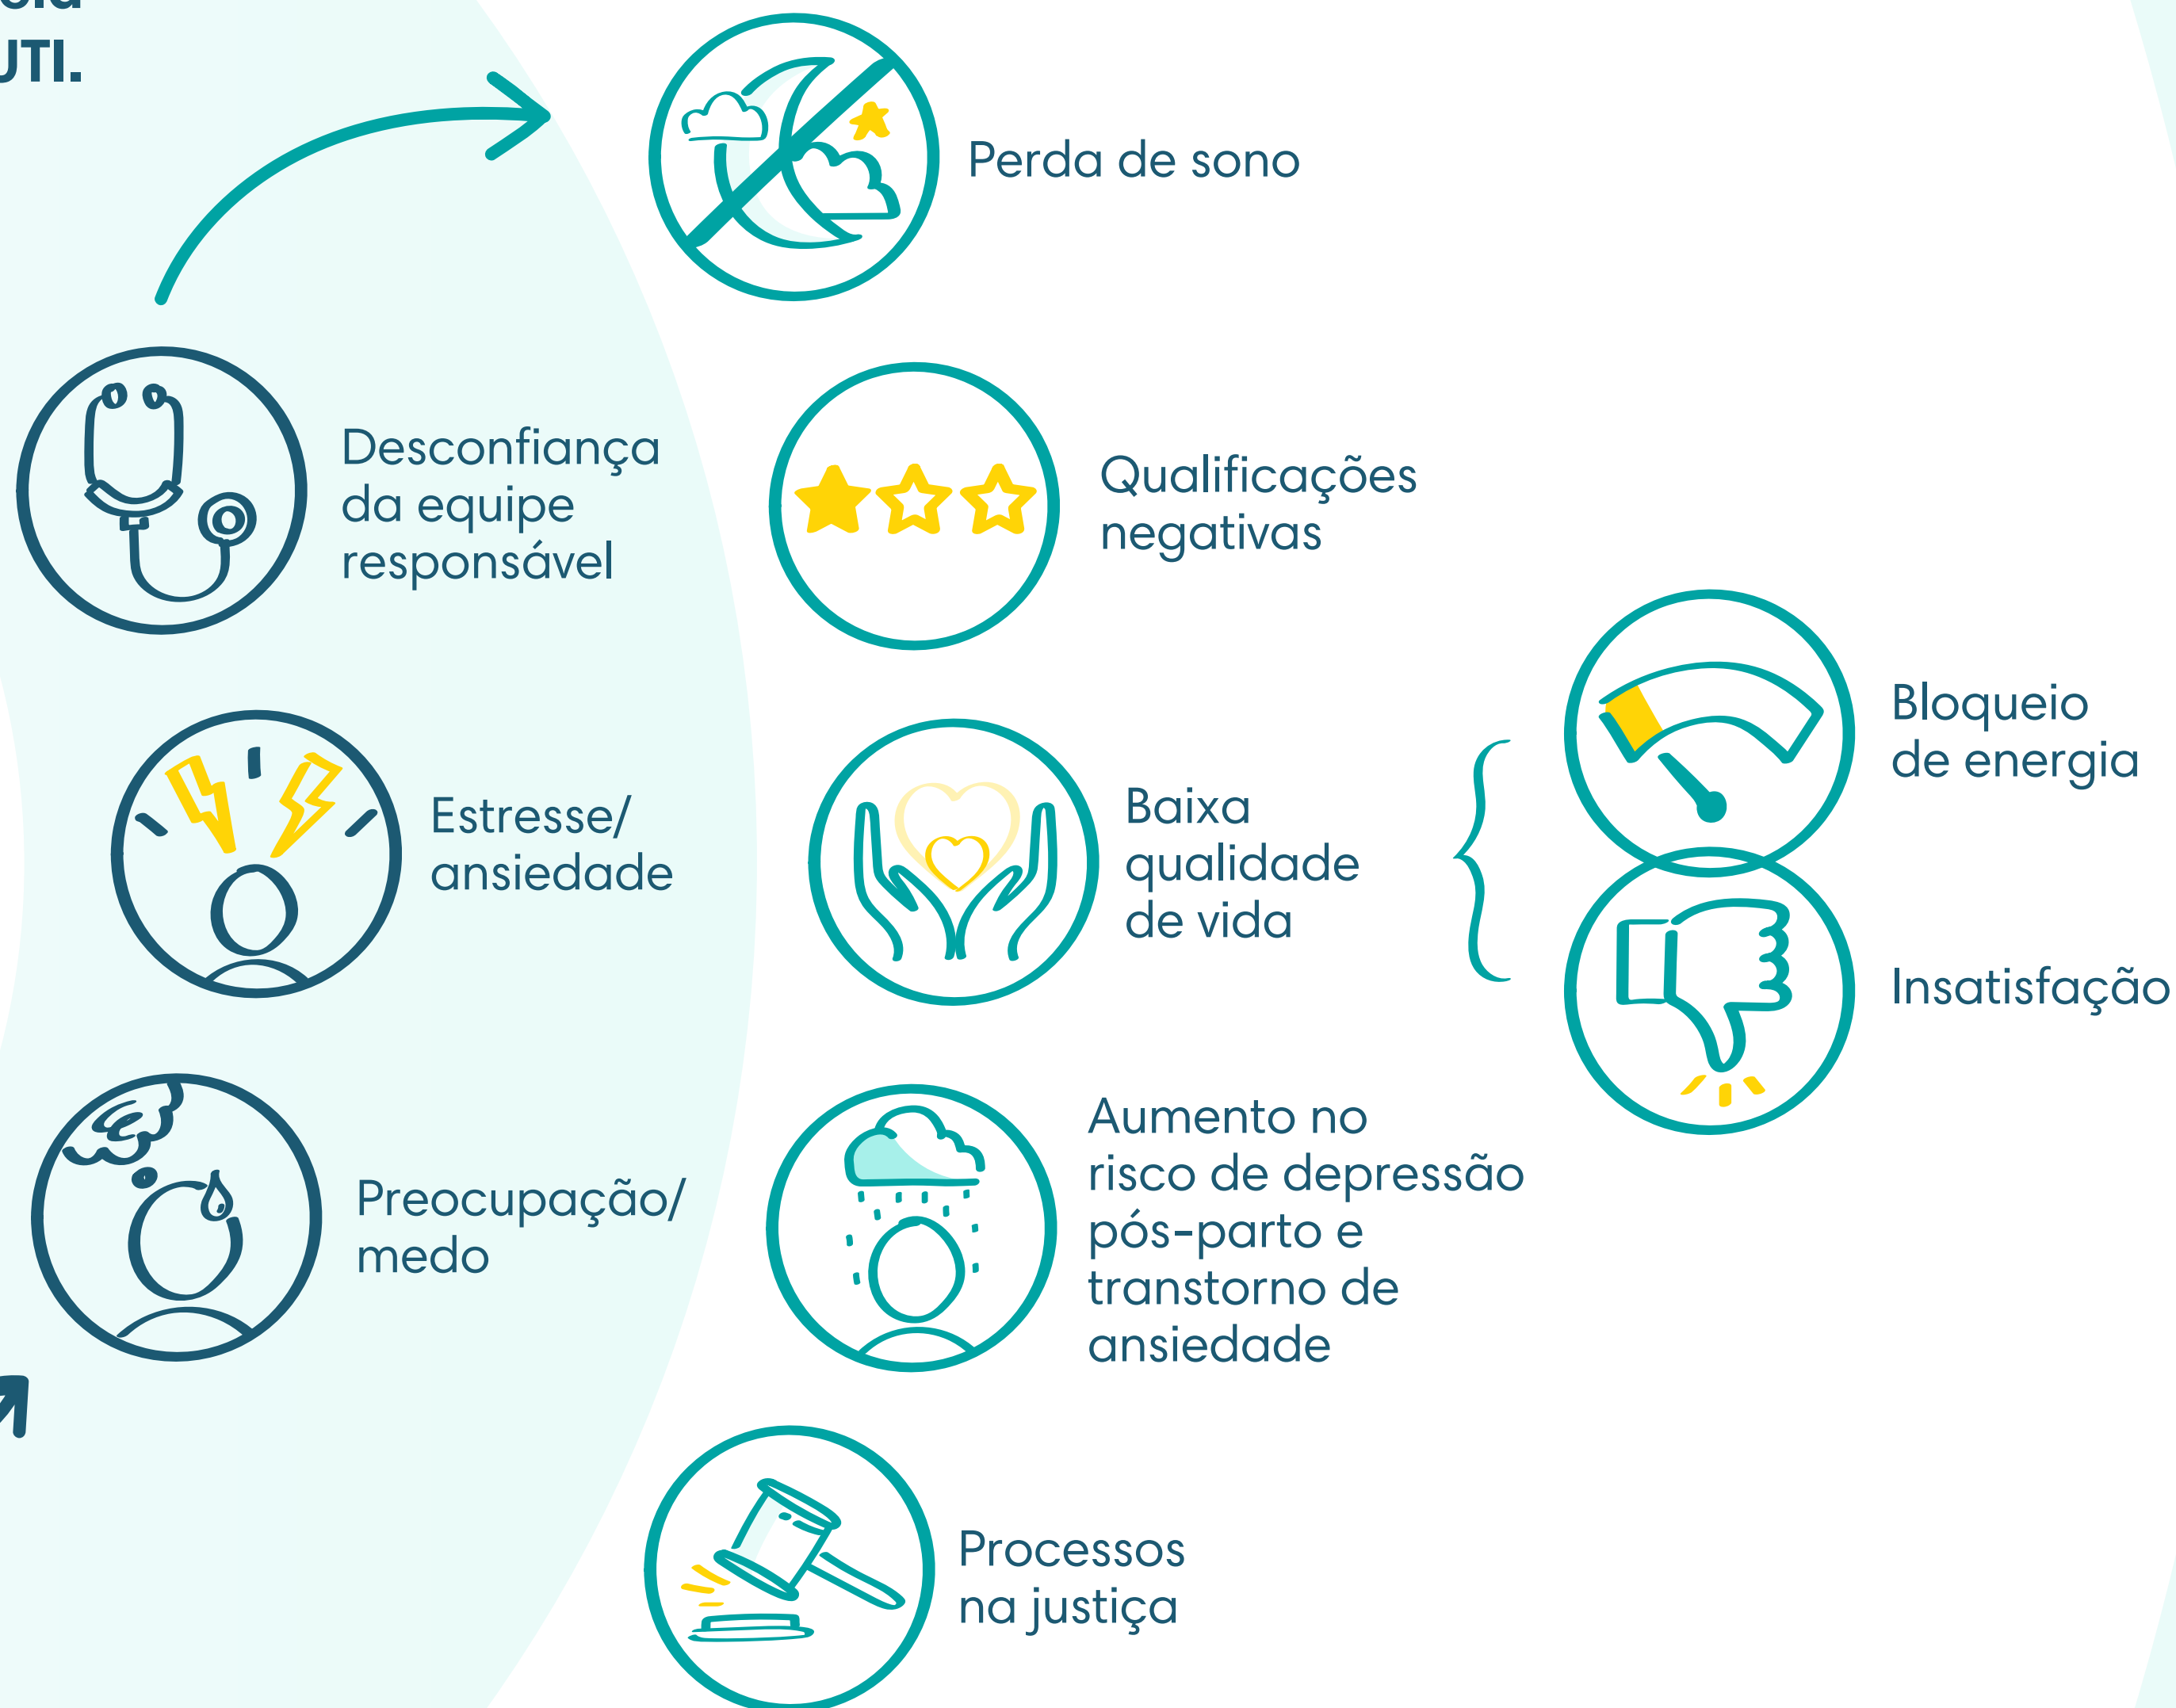 UTI.
Perda de sono
Desconfiança
da equipe
responsável
Qualificações
negativas
Estresse/
ansiedade
Baixa
qualidade
de vida
Bloqueio
de energia
Insatisfação
Preocupação/
medo
Aumento no
risco de depressão
pós-parto e
transtorno de
ansiedade
Processos
na justiça